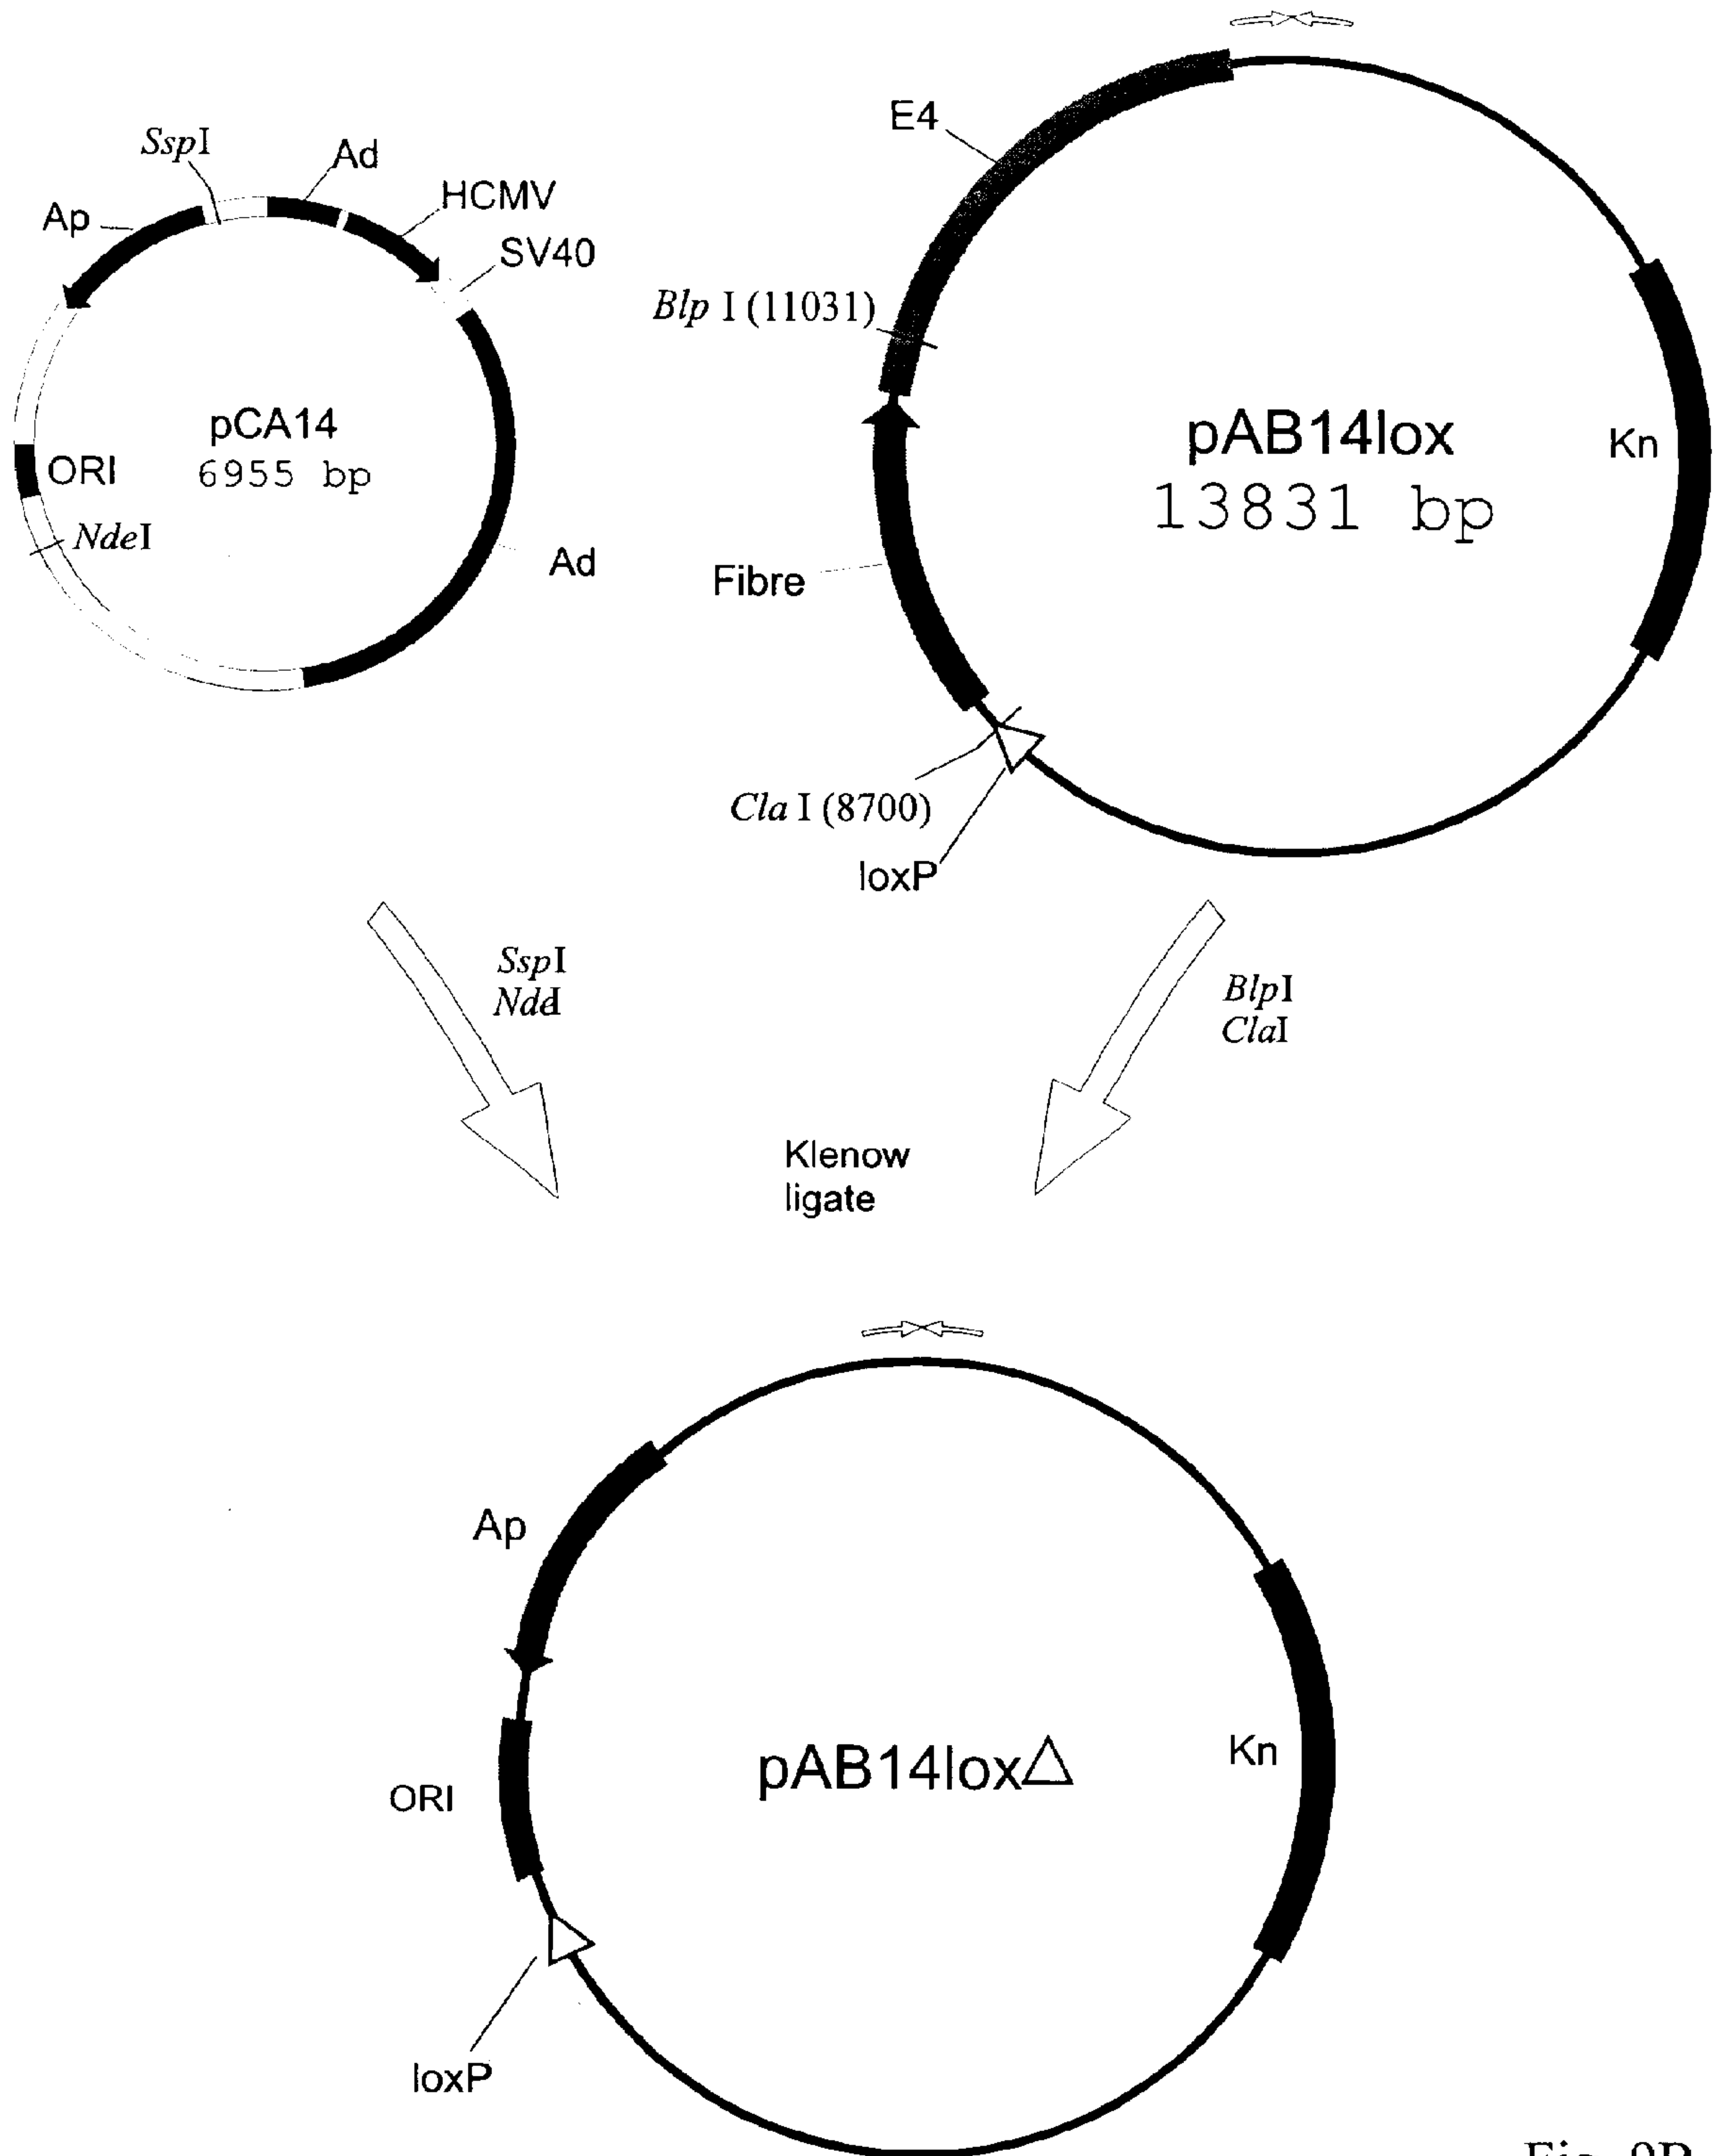 SspI
Ad
Ap
HCMV
SV40
pCA14
6955 bp
ORI
NdeI
Ad
E4
Blp I (11031)
pAB14lox
13831 bp
Kn
Fibre
Cla I (8700)
loxP
SspI
NdeI
BlpI
ClaI
Klenow
ligate
Ap
pAB14lox△
Kn
ORI
loxP